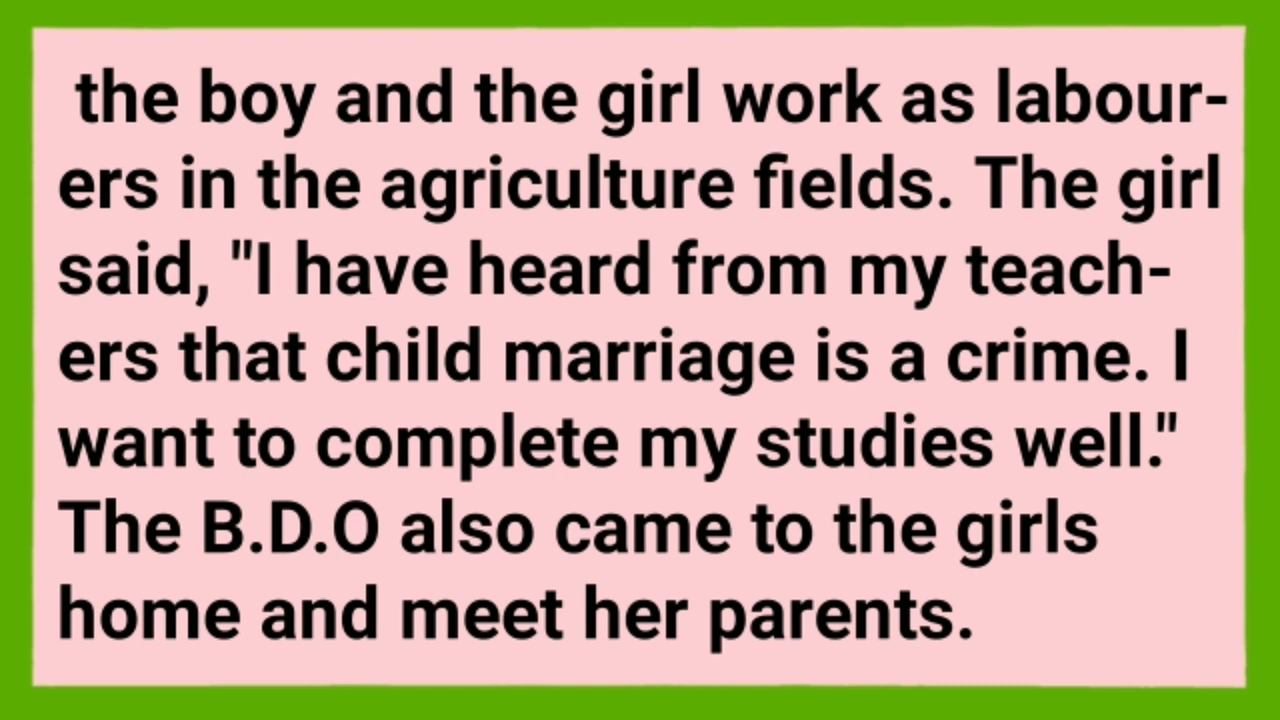 the boy and the girl work as labour-
ers in the agriculture fields. The girl
said, "I have heard from my teach-
ers that child marriage is a crime. I
want to complete my studies well."
The B.D.O also came to the girls
home and meet her parents.